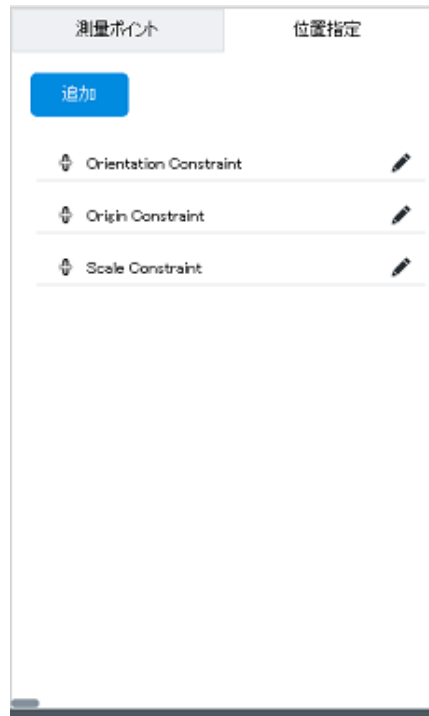 測量ポイント 位置指定
追加
Orientation Constraint
Origin Constraint
Scale Constraint